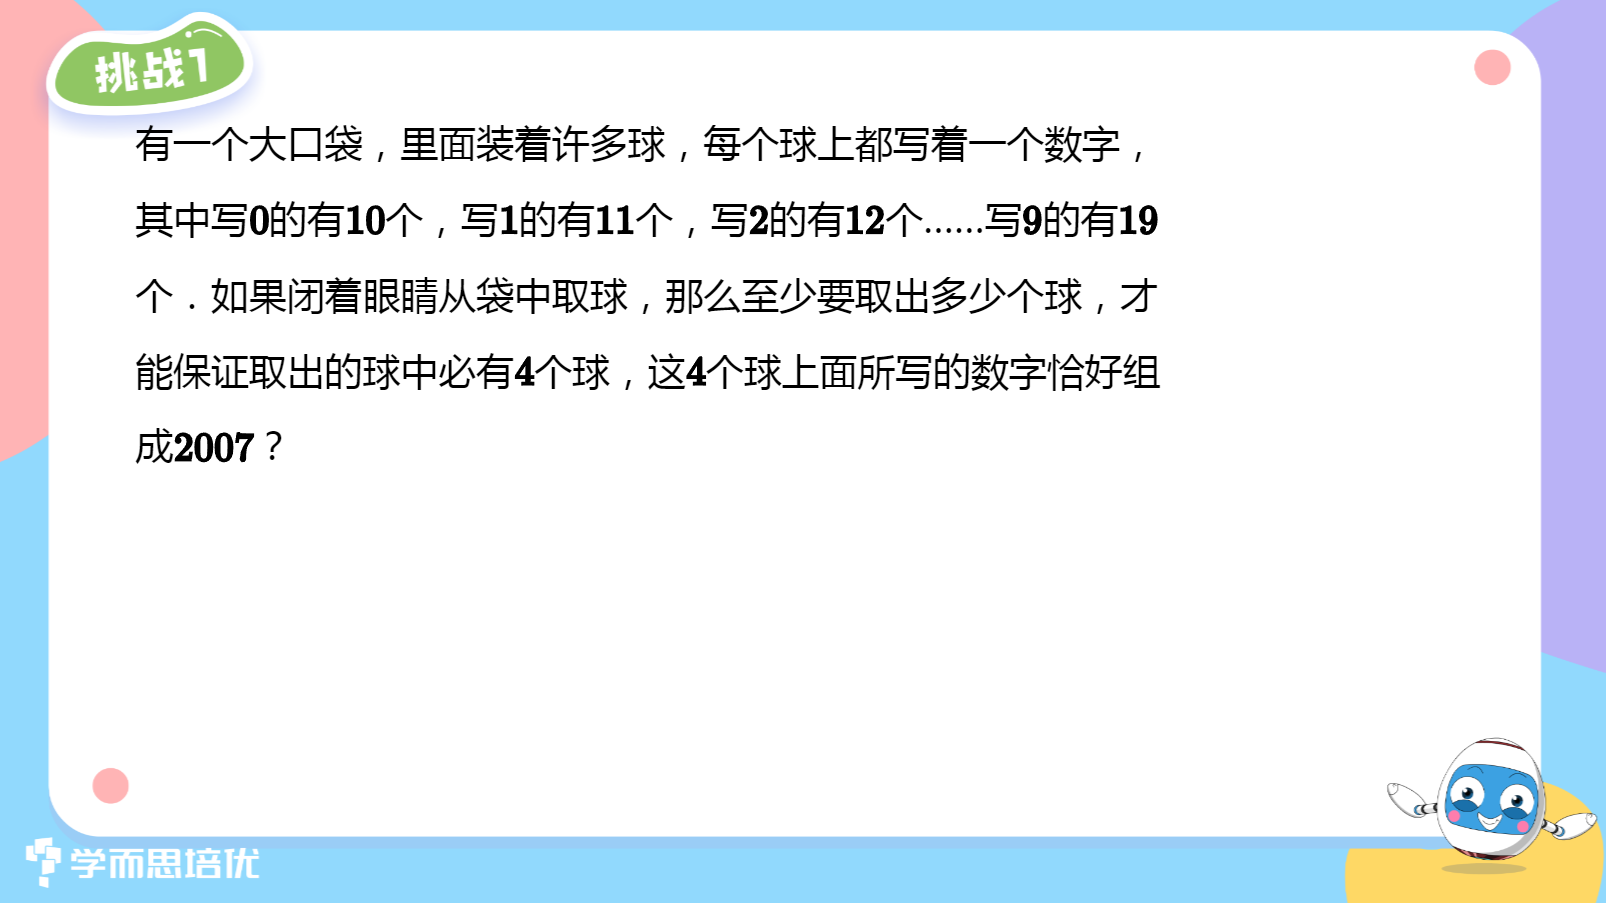 挑战1
有一个大口袋，里面装着许多球，每个球上都写着一个数字，
其中写0的有10个，写1的有11个，写2的有12个……写9的有19
个．如果闭着眼睛从袋中取球，那么至少要取出多少个球，才
能保证取出的球中必有4个球，这4个球上面所写的数字恰好组
成2007？
学而思培优